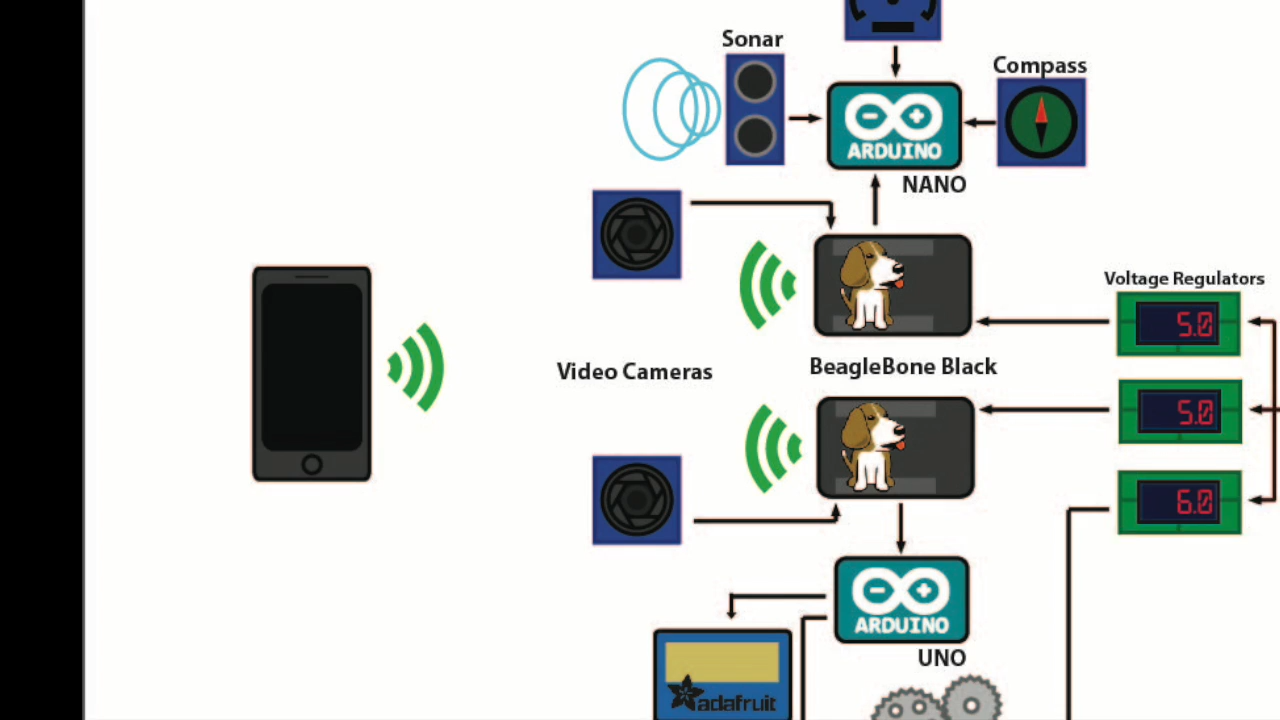 Sonar
Compass
ARDUINO
NANO
Voltage Regulators
5.0
Video Cameras
BeagleBone Black
5.0
6.0
ARDUINO
UNO
adafruit